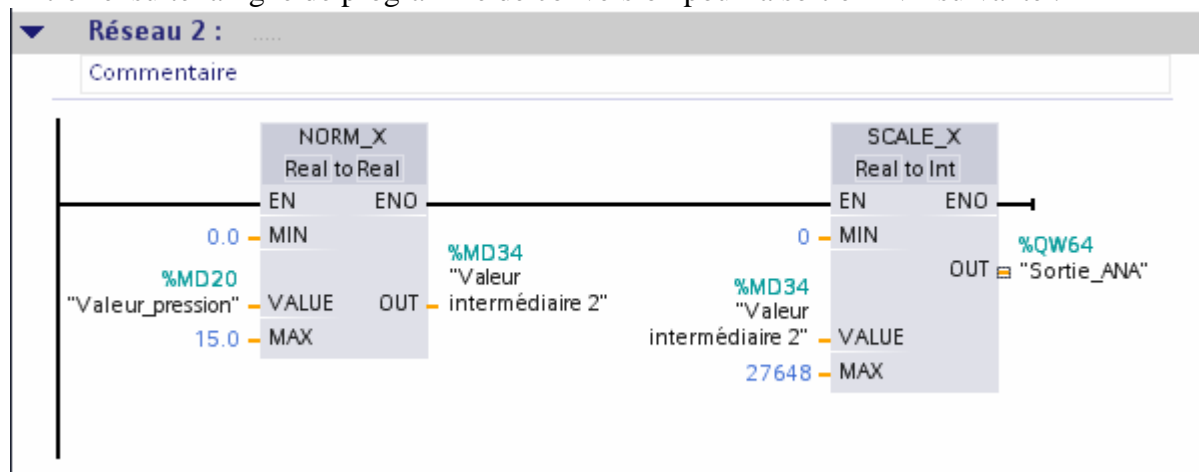 Réseau 2 : .....
Commentaire
NORM_X
Real to Real
EN ENO
0.0 MIN
%MD20
"Valeur_pression" VALUE
15.0 MAX
OUT
%MD34
"Valeur
intermédiaire 2"
SCALE_X
Real to Int
EN ENO
0 MIN
%MD34
"Valeur
intermédiaire 2" VALUE
27648 MAX
OUT
%QW64
"Sortie_ANA"